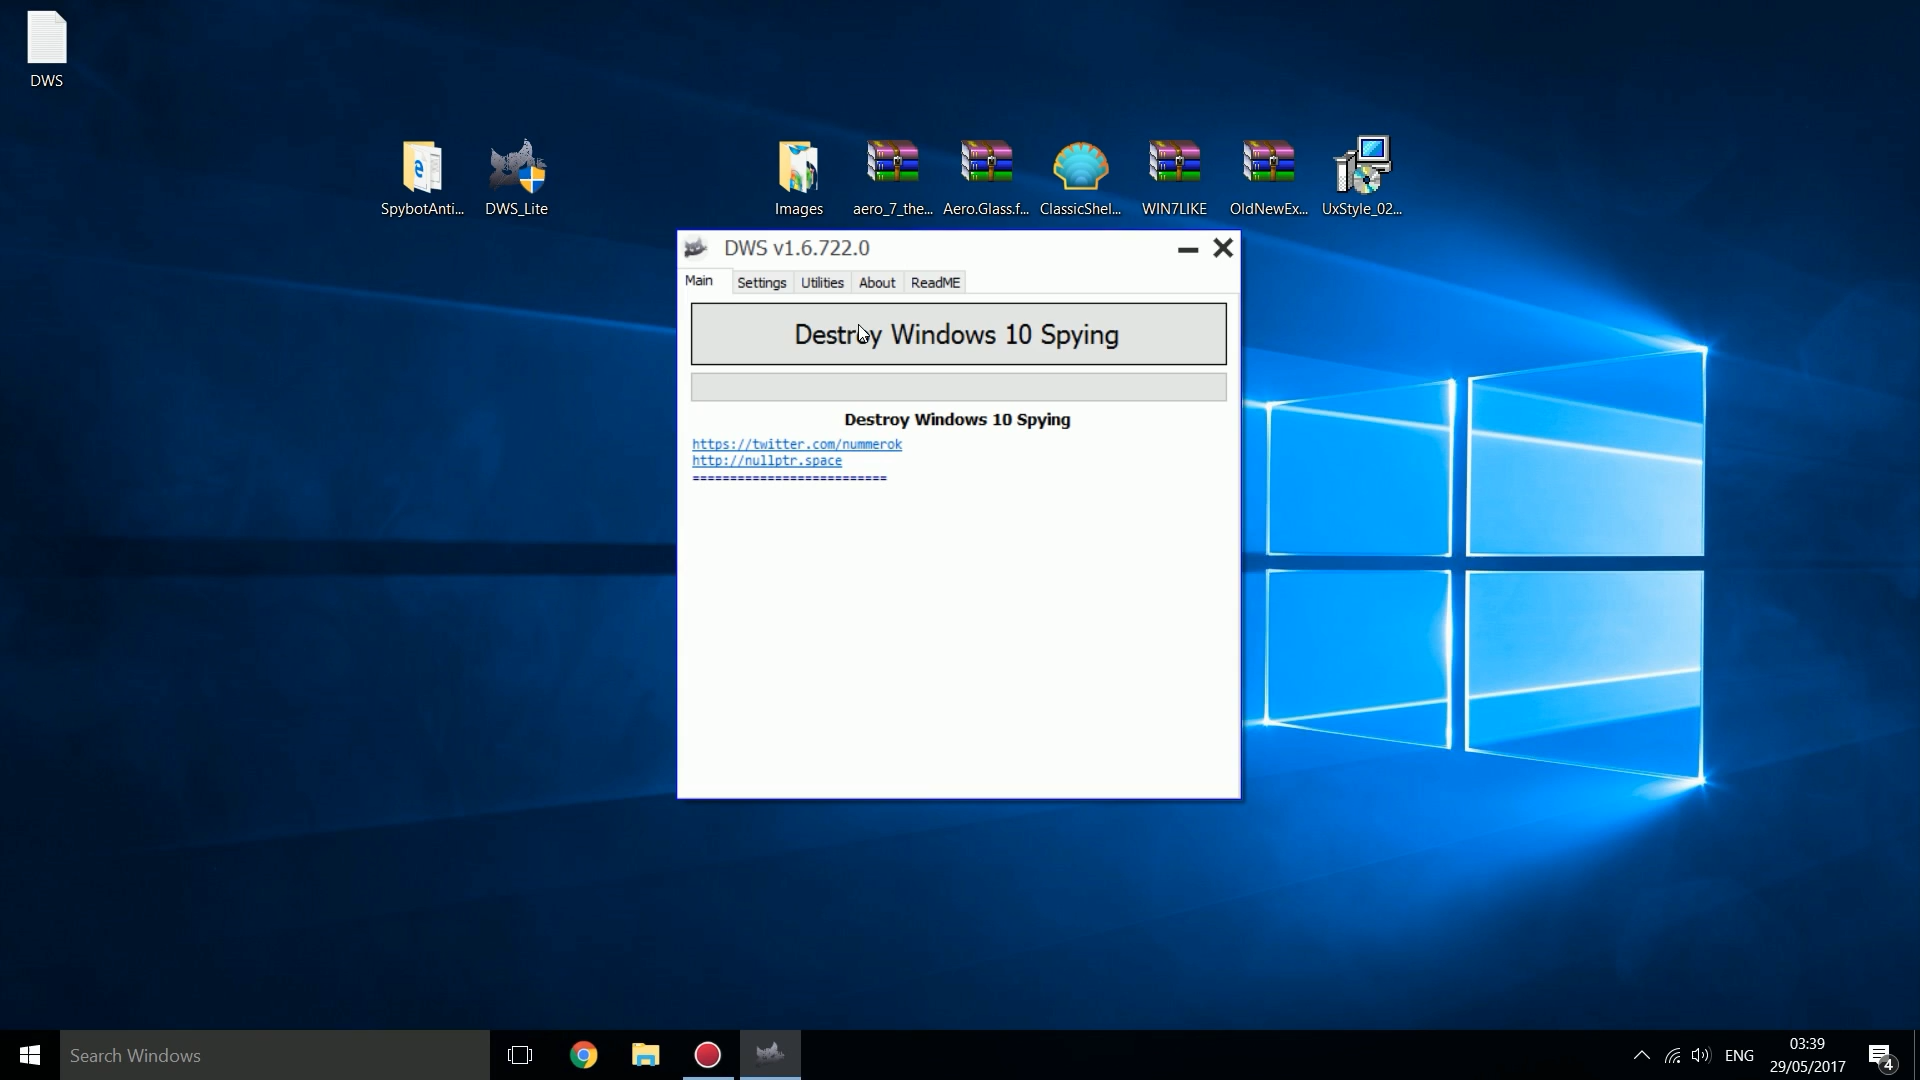 DWS
SpybotAnti...
DWS_Lite
Images
aero_7_the...
Aero.Glass.f...
ClassicShel...
WIN7LIKE
OldNewEx...
UxStyle_02...
DWS v1.6.722.0
Main
Settings
Utilities
About
ReadME
Destroy Windows 10 Spying
Destroy Windows 10 Spying
https://twitter.com/nummerok
http://nullptr.space
==========================
Search Windows
ENG
03:39
29/05/2017
4